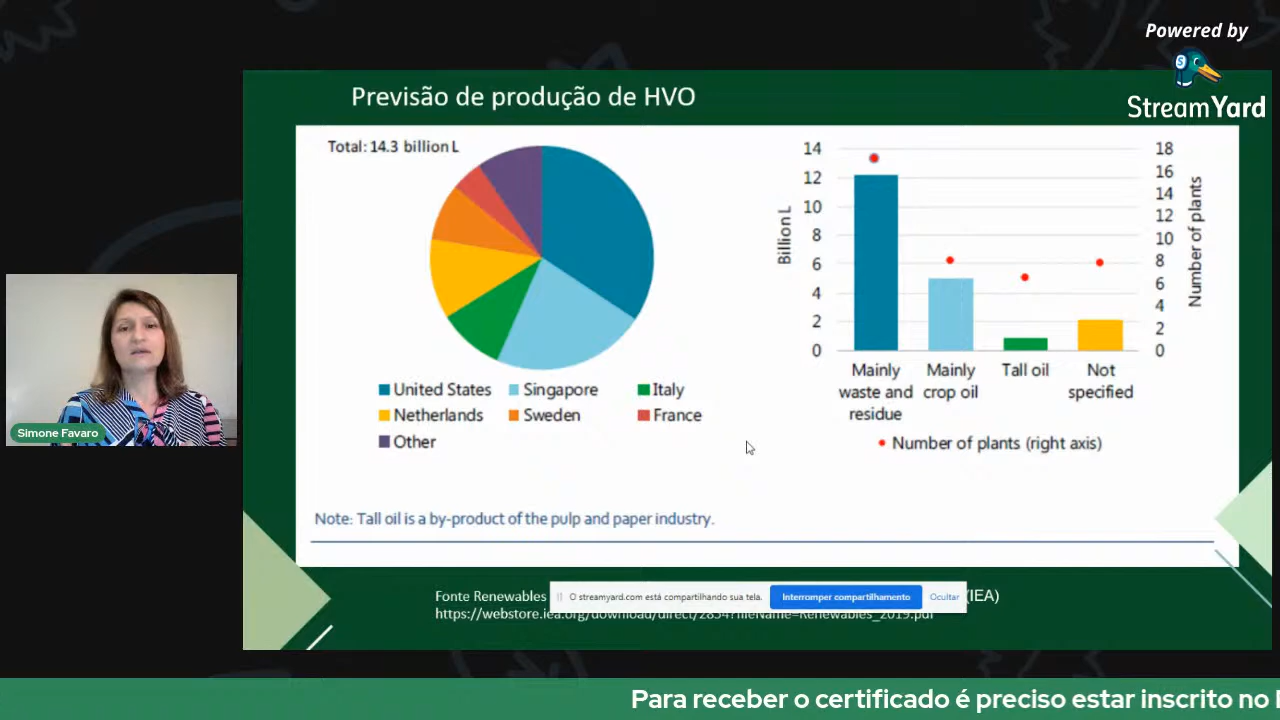 Powered by
StreamYard
Previsão de produção de HVO
Total: 14.3 billion L
United States
Singapore
Italy
Netherlands
Sweden
France
Other
14
12
10
8
6
4
2
0
Billion L
18
16
14
12
10
8
6
4
2
0
Number of plants
Mainly waste and residue
Mainly crop oil
Tall oil
Not specified
Number of plants (right axis)
Note: Tall oil is a by-product of the pulp and paper industry.
Simone Favaro
Fonte Renewables
(IEA)
O streamyard.com está compartilhando sua tela.
Interromper compartilhamento
Ocultar
https://webstore.iea.org/download/direct/2854?fileName=Renewables_2019.pdf
Para receber o certificado é preciso estar inscrito no